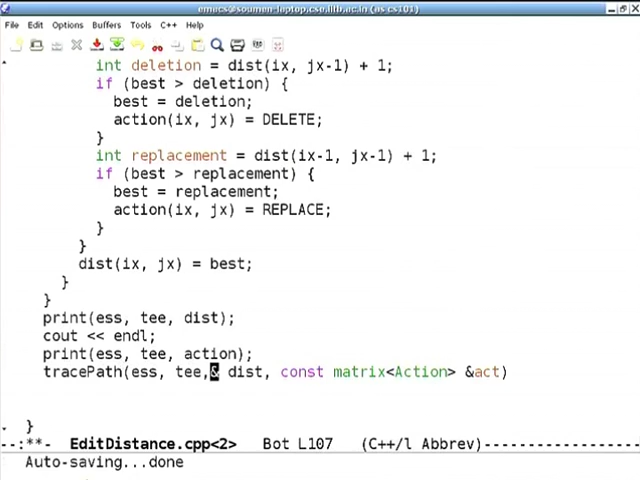 emacs@soumen-laptop.cse.iitb.ac.in (as cs101)
File Edit Options Buffers Tools C++ Help
int deletion = dist(ix, jx-1) + 1;
if (best > deletion) {
best = deletion;
action(ix, jx) = DELETE;
}
int replacement = dist(ix-1, jx-1) + 1;
if (best > replacement) {
best = replacement;
action(ix, jx) = REPLACE;
}
}
dist(ix, jx) = best;
}
}
print(ess, tee, dist);
cout << endl;
print(ess, tee, action);
tracePath(ess, tee,& dist, const matrix<Action> &act)
}
--:**- EditDistance.cpp<2> Bot L107 (C++/l Abbrev)-----------------
Auto-saving...done